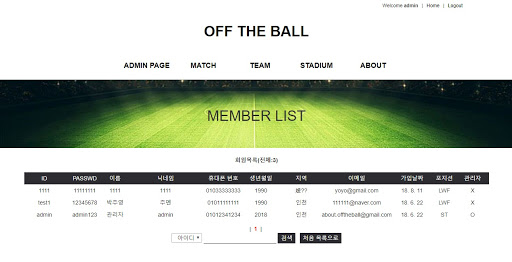 Welcome admin | Home | Logout
OFF THE BALL
ADMIN PAGE MATCH TEAM STADIUM ABOUT
MEMBER LIST
회원목록(전체:3)
ID PASSWD 이름 닉네임 휴대폰 번호 생년월일 지역 이메일 가입날짜 포지션 관리자
1111 11111111 1111 1111 01033333333 1990 ?? yoyo@gmail.com 18. 6. 11 LWF X
test1 12345678 박주영 주멘 01011111111 1990 인천 111111@naver.com 18. 6. 22 LWF X
admin admin123 관리자 admin 01012341234 2018 인천 about.offtheball@gmail.com 18. 6. 22 ST O
| 1 |
아이디 검색 처음 목록으로